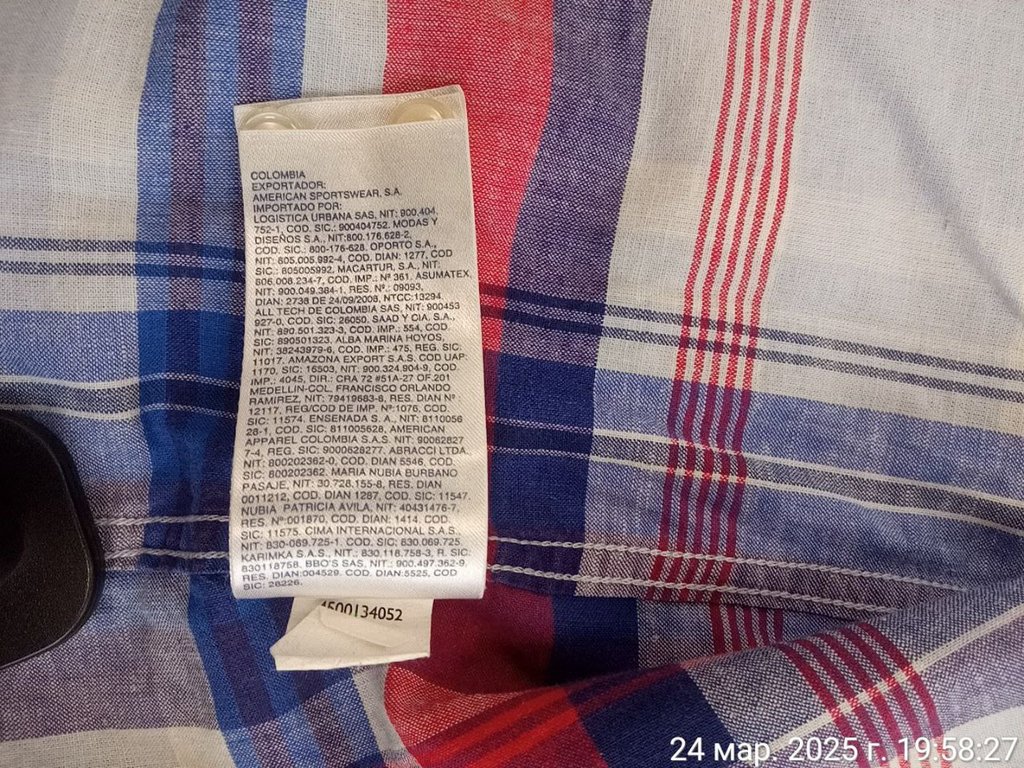 COLOMBIA
EXPORTADOR:
AMERICAN SPORTSWEAR, S.A.
IMPORTADO POR:
LOGISTICA URBANA SAS, NIT: 900.404.
752-1, COD. SIC.: 900404752. MODAS Y
DISEÑOS S.A., NIT:800.176.628-2,
COD. SIC.: 800-176-628. OPORTO S.A.,
NIT: 805.005.992-4, COD. DIAN: 1277, COD
SIC.: 805005992, MACARTUR, S.A., NIT:
806.008.234-7, COD. IMP.: Nº 361, ASUMATEX,
NIT: 900.049.384-1, RES. Nº.: 09093,
DIAN: 2738 DE 24/09/2008, NTCC:13294.
ALL TECH DE COLOMBIA SAS, NIT: 900453
927-0, COD. SIC: 26050. SAAD Y CIA. S.A.,
NIT: 890.501.323-3, COD. IMP.: 554, COD.
SIC: 890501323. ALBA MARINA HOYOS,
NIT: 38243979-6, COD. IMP.: 475, REG. SIC:
11017. AMAZONA EXPORT S.A.S. COD UAP:
1170, SIC: 16503, NIT: 900.324.904-9, COD.
IMP.: 4045, DIR.: CRA 72 #51A-27 OF.201
MEDELLIN-COL. FRANCISCO ORLANDO
RAMIREZ, NIT: 79419683-8, RES. DIAN Nº
12117, REG/COD DE IMP. Nº:1076, COD.
SIC: 11574. ENSENADA S. A., NIT: 8110056
28-1, COD. SIC: 811005628, AMERICAN
APPAREL COLOMBIA S.A.S. NIT: 90062827
7-4, REG. SIC: 9000628277. ABRACCI LTDA.
NIT: 800202362-0, COD. DIAN 5546, COD.
SIC: 800202362. MARIA NUBIA BURBANO
PASAJE, NIT: 30.728.155-8, RES. DIAN
0011212, COD. DIAN 1287, COD. SIC: 11547.
NUBIA PATRICIA AVILA, NIT: 40431476-7,
RES. Nº:001870, COD. DIAN: 1414, COD.
SIC: 11575. CIMA INTERNACIONAL S.A.S.,
NIT: 830-069.725-1, COD. SIC: 830.069.725.
KARIMKA S.A.S., NIT.: 830.118.758-3, R. SIC:
830118758. BBO'S SAS, NIT: 900.497.362-9,
RES. DIAN:004529. COD. DIAN:5525, COD
SIC: 26226.
4500134052
24 мар. 2025 г. 19:58:27